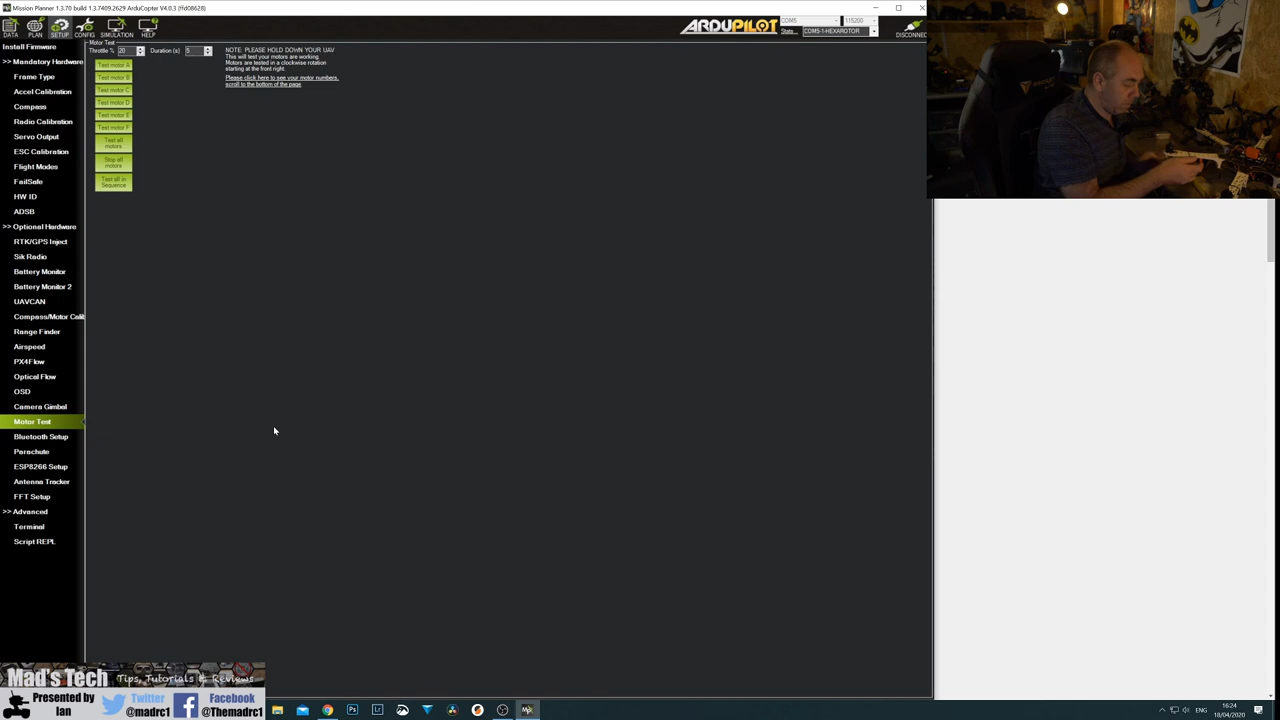 Mission Planner 1.3.70 build 1.3.7409.2629 ArduCopter V4.0.3 (ffd08628)
DATA PLAN SETUP CONFIG SIMULATION HELP
ARDUPILOT
COM5 115200
Stats... COM5-1-HEXAROTOR
DISCONNEC
Install Firmware
>> Mandatory Hardware
Frame Type
Accel Calibration
Compass
Radio Calibration
Servo Output
ESC Calibration
Flight Modes
FailSafe
HW ID
ADSB
>> Optional Hardware
RTK/GPS Inject
Sik Radio
Battery Monitor
Battery Monitor 2
UAVCAN
Compass/Motor Calib
Range Finder
Airspeed
PX4Flow
Optical Flow
OSD
Camera Gimbal
Motor Test
Bluetooth Setup
Parachute
ESP8266 Setup
Antenna Tracker
FFT Setup
>> Advanced
Terminal
Script REPL
Motor Test
Throttle % 20 Duration (s) 5
Test motor A
Test motor B
Test motor C
Test motor D
Test motor E
Test motor F
Test all
motors
Stop all
motors
Test all in
Sequence
NOTE: PLEASE HOLD DOWN YOUR UAV
This will test your motors are working.
Motors are tested in a clockwise rotation
starting at the front right.
Please click here to see your motor numbers,
scroll to the bottom of the page.
Mad's Tech Tips, Tutorials & Reviews
Presented by
Ian
Twitter
@madrc1
Facebook
@Themadrc1
ENG
16:24
18/04/2020